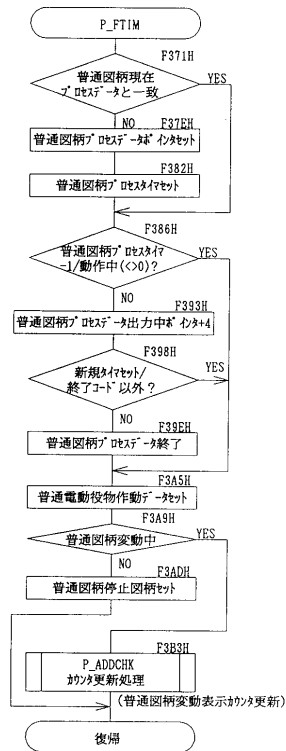 P_FTIM
F371H
普通図柄現在
プロセスデータと一致
YES
NO
F37EH
普通図柄プロセスデータポインタセット
F382H
普通図柄プロセスタイマセット
F386H
普通図柄プロセスタイマ
-1/動作中(<>0)?
YES
NO
F393H
普通図柄プロセスデータ出力中ポインタ+4
F398H
新規タイマセット/
終了コード以外?
YES
NO
F39EH
普通図柄プロセスデータ終了
F3A5H
普通電動役物作動データセット
F3A9H
普通図柄変動中
YES
NO
F3ADH
普通図柄停止図柄セット
F3B3H
P_ADDCHK
カウンタ更新処理
(普通図柄変動表示カウンタ更新)
復帰